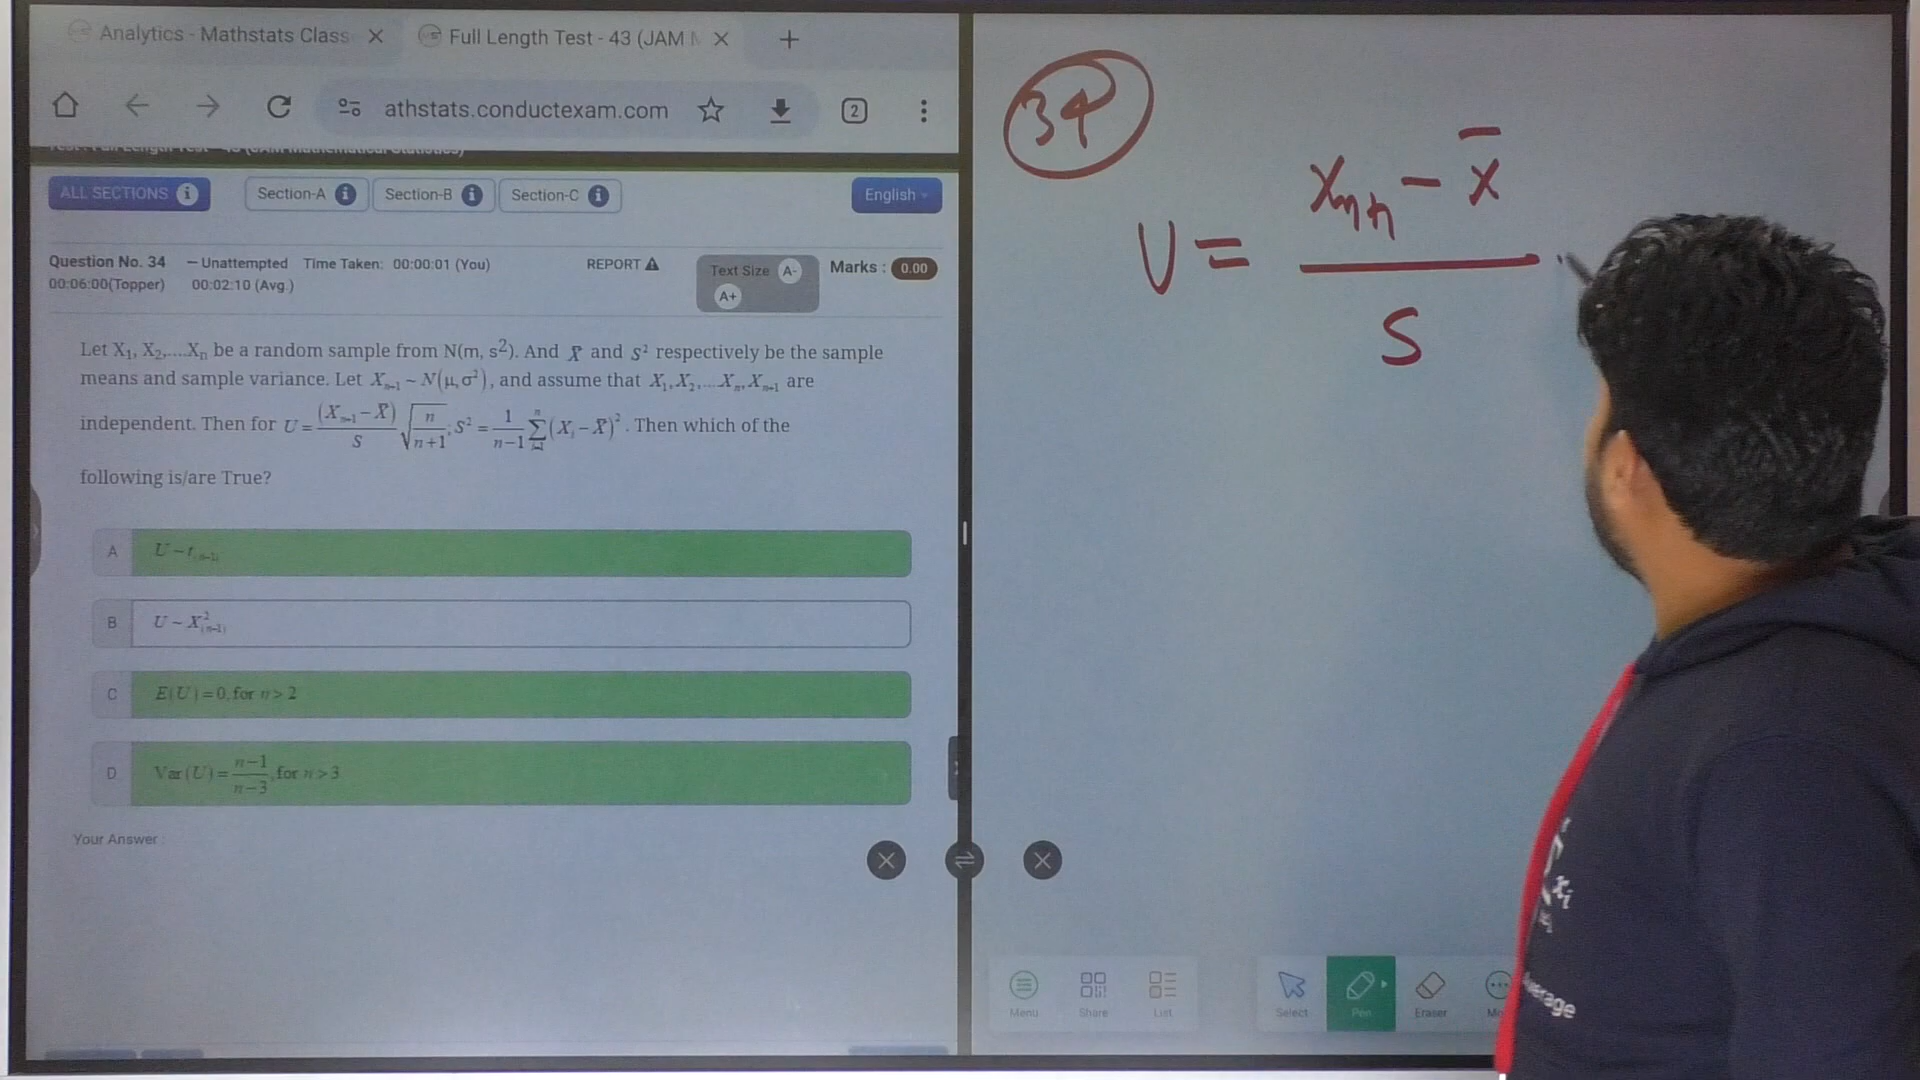 Analytics - Mathstats Class
Full Length Test - 43 (JAM M
athstats.conductexam.com
2
ALL SECTIONS
Section-A
Section-B
Section-C
English
Question No. 34
— Unattempted
Time Taken: 00:00:01 (You)
REPORT
Text Size A-
A+
Marks : 0.00
00:06:00(Topper)
00:02:10 (Avg.)
Let X₁, X₂,....Xₙ be a random sample from N(m, s²). And X̄ and S² respectively be the sample
means and sample variance. Let Xₙ₊₁ ~ N(μ,σ²), and assume that X₁,X₂,...Xₙ,Xₙ₊₁ are
independent. Then for U = (Xₙ₊₁ − X̄)/S √(n/(n+1)); S² = 1/(n−1) Σᵢ₌₁ⁿ (Xᵢ − X̄)². Then which of the
following is/are True?
A U ~ t₍ₙ₋₁₎
B U ~ X²₍ₙ₋₁₎
C E(U) = 0, for n > 2
D Var(U) = (n−1)/(n−3), for n > 3
Your Answer :
34
U = (Xₙ₊₁ − X̄)/S
Menu
Share
List
Select
Pen
Eraser
xᵢ